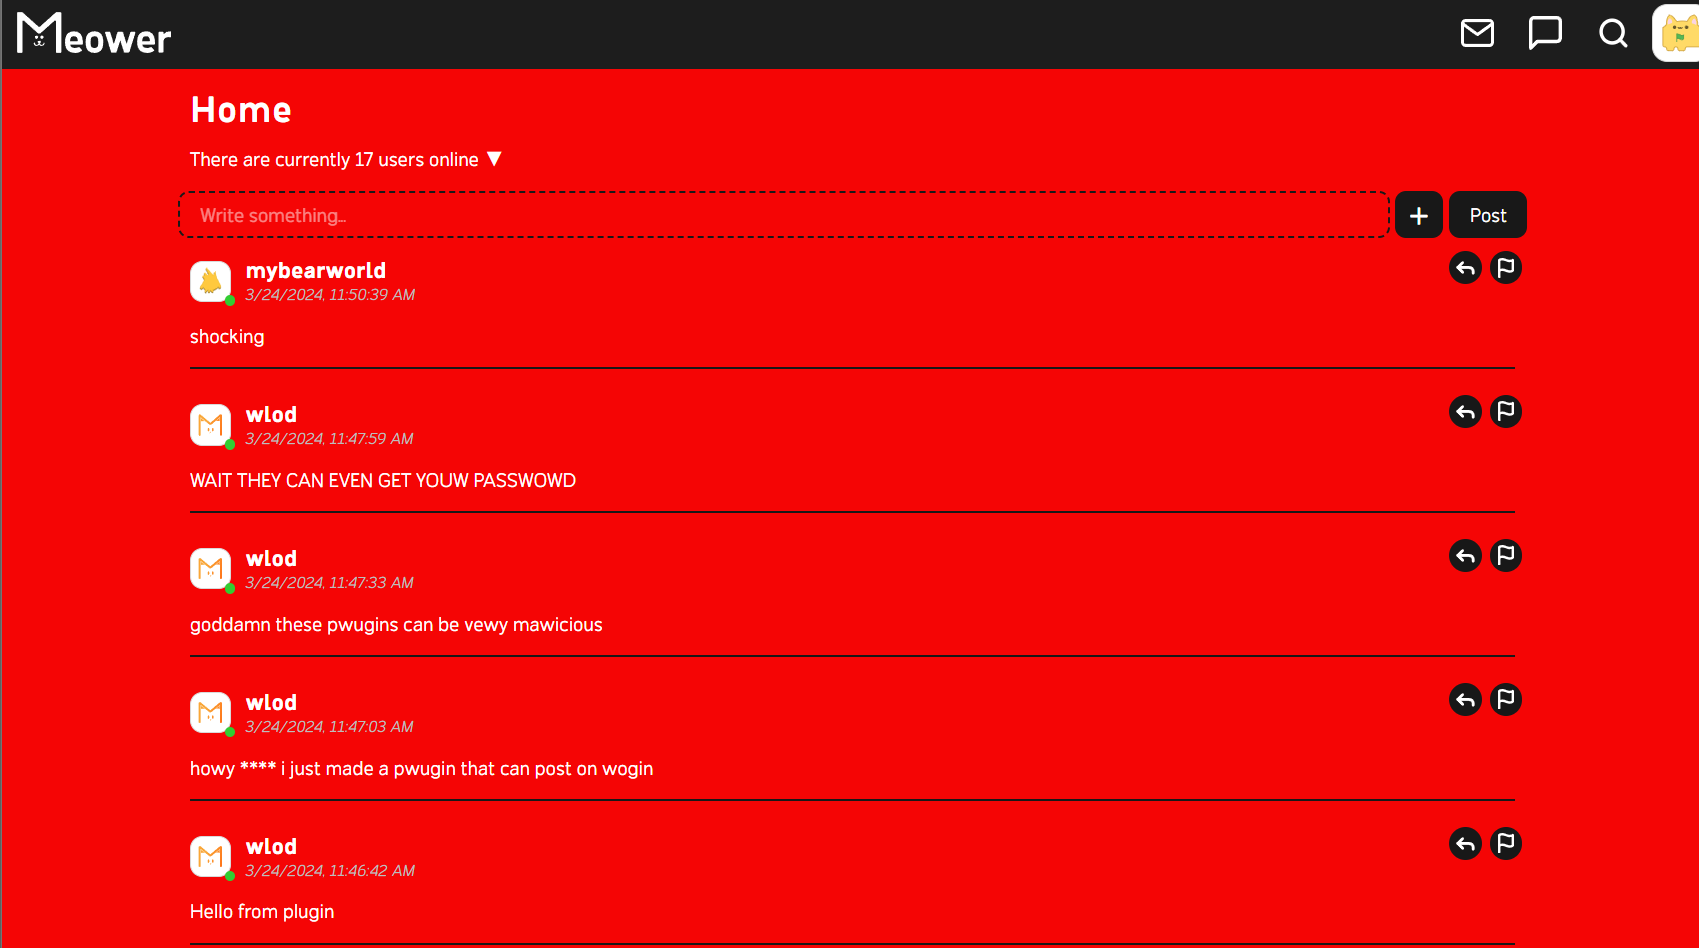 Meower
Home
There are currently 17 users online ▼
Write something...
+
Post
mybearworld
3/24/2024, 11:50:39 AM
shocking
wlod
3/24/2024, 11:47:59 AM
WAIT THEY CAN EVEN GET YOUW PASSWOWD
wlod
3/24/2024, 11:47:33 AM
goddamn these pwugins can be vewy mawicious
wlod
3/24/2024, 11:47:03 AM
howy **** i just made a pwugin that can post on wogin
wlod
3/24/2024, 11:46:42 AM
Hello from plugin